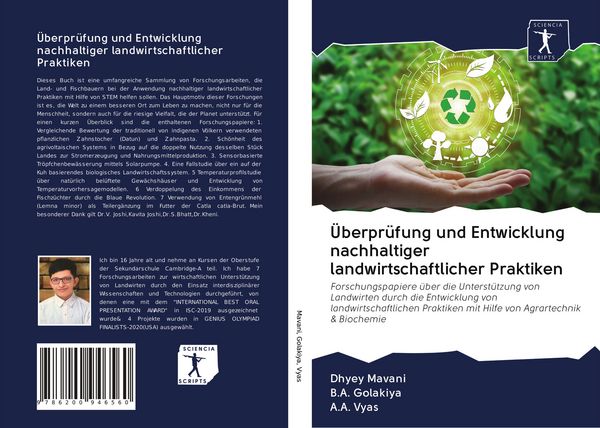 Überprüfung und Entwicklung
nachhaltiger landwirtschaftlicher
Praktiken
Dieses Buch ist eine umfangreiche Sammlung von Forschungsarbeiten, die
Land- und Fischbauern bei der Anwendung nachhaltiger landwirtschaftlicher
Praktiken mit Hilfe von STEM helfen sollen. Das Hauptmotiv dieser Forschungen
ist es, die Welt zu einem besseren Ort zum Leben zu machen, nicht nur für die
Menschheit, sondern auch für die riesige Vielfalt, die der Planet unterstützt. Für
einen kurzen Überblick sind die enthaltenen Forschungspapiere: 1.
Vergleichende Bewertung der traditionell von indigenen Völkern verwendeten
pflanzlichen Zahnstocher (Datun) und Zahnpasta. 2. Schönheit des
agrivoltaischen Systems in Bezug auf die doppelte Nutzung desselben Stück
Landes zur Stromerzeugung und Nahrungsmittelproduktion. 3. Sensorbasierte
Tröpfchenbewässerung mittels Solarpumpe. 4. Eine Fallstudie über ein auf der
Kuh basierendes biologisches Landwirtschaftssystem. 5 Temperaturprofilstudie
über natürlich belüftete Gewächshäuser und Entwicklung von
Temperaturvorhersagemodellen. 6 Verdoppelung des Einkommens der
Fischzüchter durch die Blaue Revolution. 7 Verwendung von Entengrünmehl
(Lemna minor) als Teilergänzung im Futter der Catla catla-Brut. Mein
besonderer Dank gilt Dr.V. Joshi,Kavita Joshi,Dr.S.Bhatt,Dr.Kheni.
Ich bin 16 Jahre alt und nehme an Kursen der Oberstufe
der Sekundarschule Cambridge-A teil. Ich habe 7
Forschungsarbeiten zur wirtschaftlichen Unterstützung
von Landwirten durch den Einsatz interdisziplinärer
Wissenschaften und Technologien durchgeführt, von
denen eine mit dem "INTERNATIONAL BEST ORAL
PRESENTATION AWARD" in ISC-2019 ausgezeichnet
wurde& 4 Projekte wurden in GENIUS OLYMPIAD
FINALISTS-2020(USA) ausgewählt.
9 786200 946560
SCIENCIA
SCRIPTS
Mavani, Golakiya, Vyas
SCIENCIA
SCRIPTS
Überprüfung und Entwicklung
nachhaltiger
landwirtschaftlicher Praktiken
Forschungspapiere über die Unterstützung von
Landwirten durch die Entwicklung von
landwirtschaftlichen Praktiken mit Hilfe von Agrartechnik
& Biochemie
Dhyey Mavani
B.A. Golakiya
A.A. Vyas